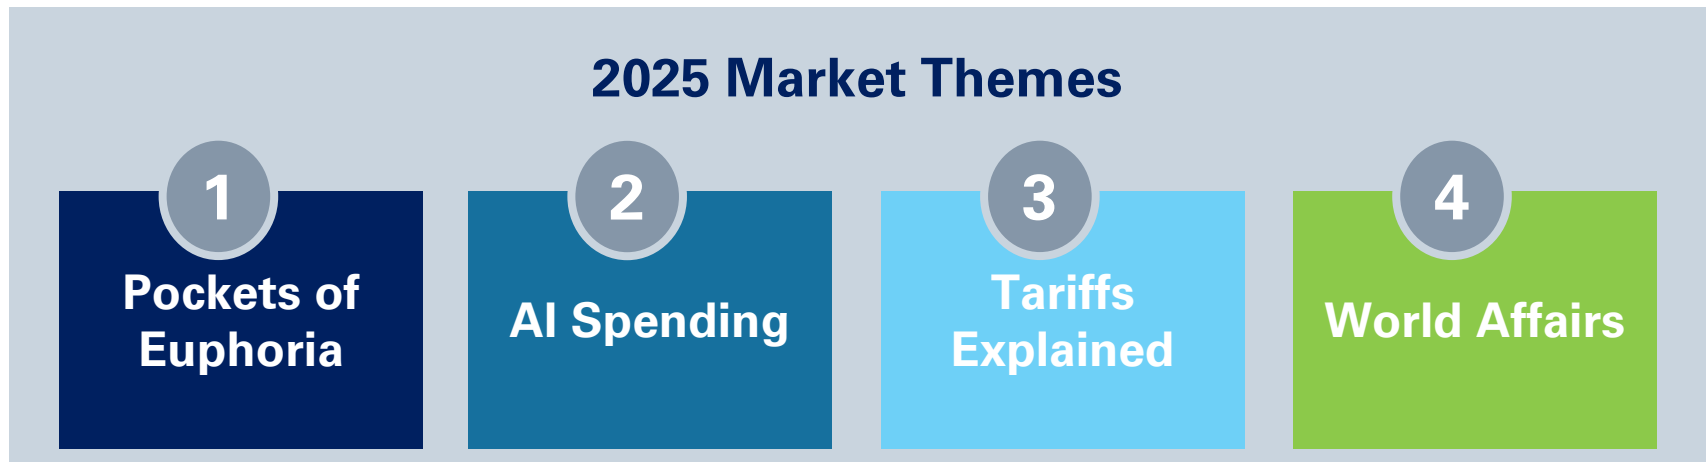 2025 Market Themes
1
Pockets of
Euphoria
2
AI Spending
3
Tariffs
Explained
4
World Affairs